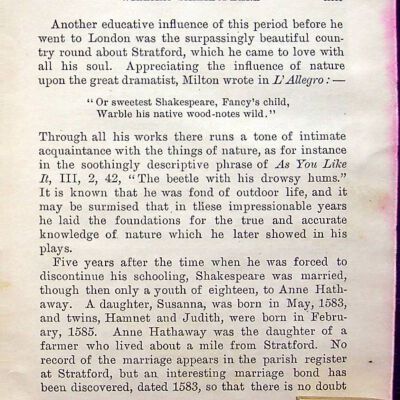 Another educative influence of this period before he
went to London was the surpassingly beautiful coun-
try round about Stratford, which he came to love with
all his soul. Appreciating the influence of nature
upon the great dramatist, Milton wrote in L'Allegro: —
"Or sweetest Shakespeare, Fancy's child,
Warble his native wood-notes wild."
Through all his works there runs a tone of intimate
acquaintance with the things of nature, as for instance
in the soothingly descriptive phrase of As You Like
It, III, 2, 42, "The beetle with his drowsy hums."
It is known that he was fond of outdoor life, and it
may be surmised that in these impressionable years
he laid the foundations for the true and accurate
knowledge of nature which he later showed in his
plays.
Five years after the time when he was forced to
discontinue his schooling, Shakespeare was married,
though then only a youth of eighteen, to Anne Hath-
away. A daughter, Susanna, was born in May, 1583,
and twins, Hamnet and Judith, were born in Febru-
ary, 1585. Anne Hathaway was the daughter of a
farmer who lived about a mile from Stratford. No
record of the marriage appears in the parish register
at Stratford, but an interesting marriage bond has
been discovered, dated 1583, so that there is no doubt